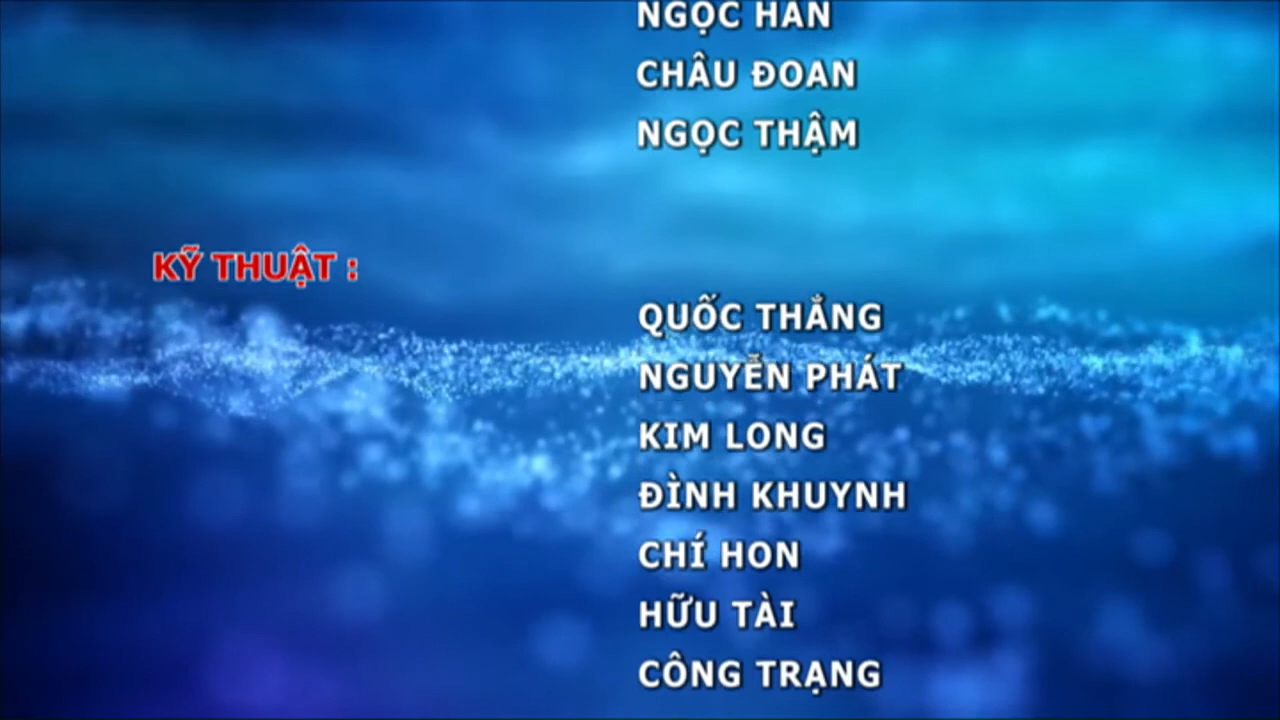 NGỌC HÂN
CHÂU ĐOAN
NGỌC THẬM
KỸ THUẬT :
QUỐC THẮNG
NGUYỄN PHÁT
KIM LONG
ĐÌNH KHUYNH
CHÍ HON
HỮU TÀI
CÔNG TRẠNG